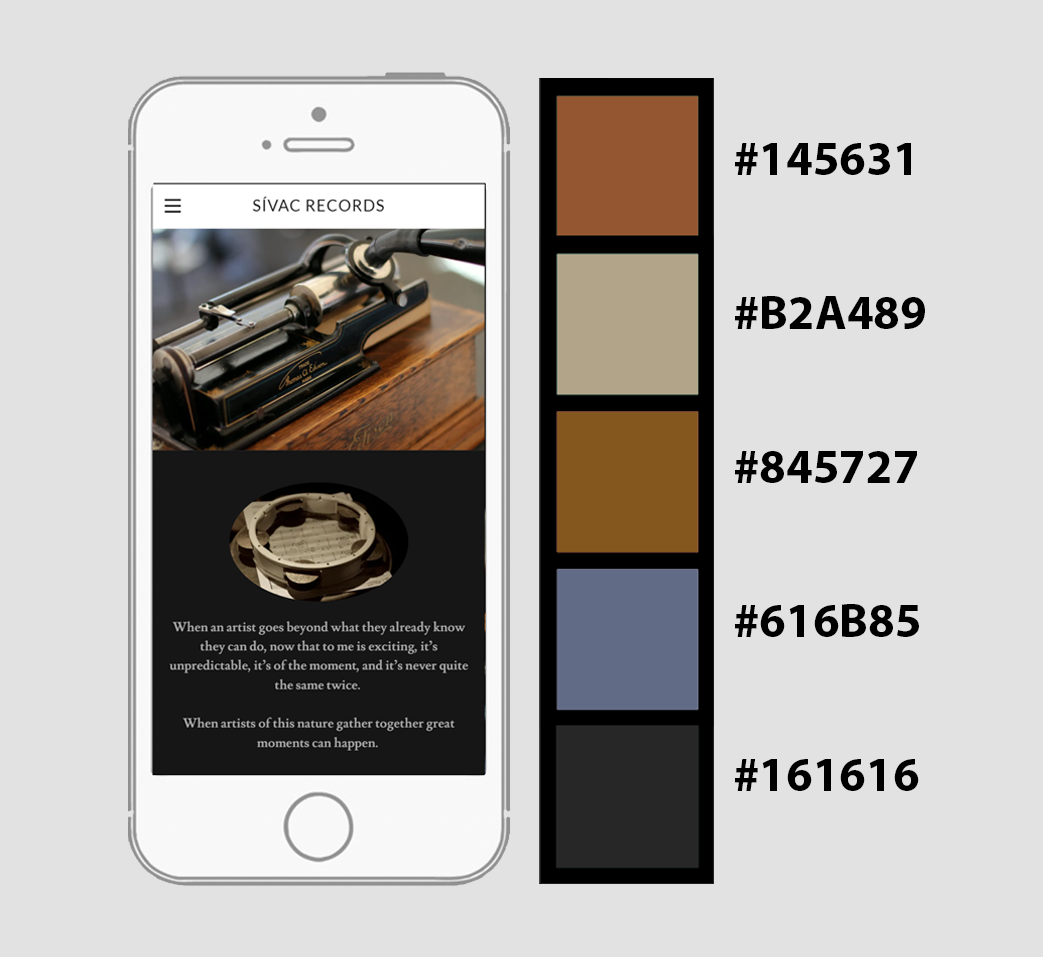 SÍVAC RECORDS
Thomas A Edison
When an artist goes beyond what they already know
they can do, now that to me is exciting, it's
unpredictable, it's of the moment, and it's never quite
the same twice.
When artists of this nature gather together great
moments can happen.
#145631
#B2A489
#845727
#616B85
#161616